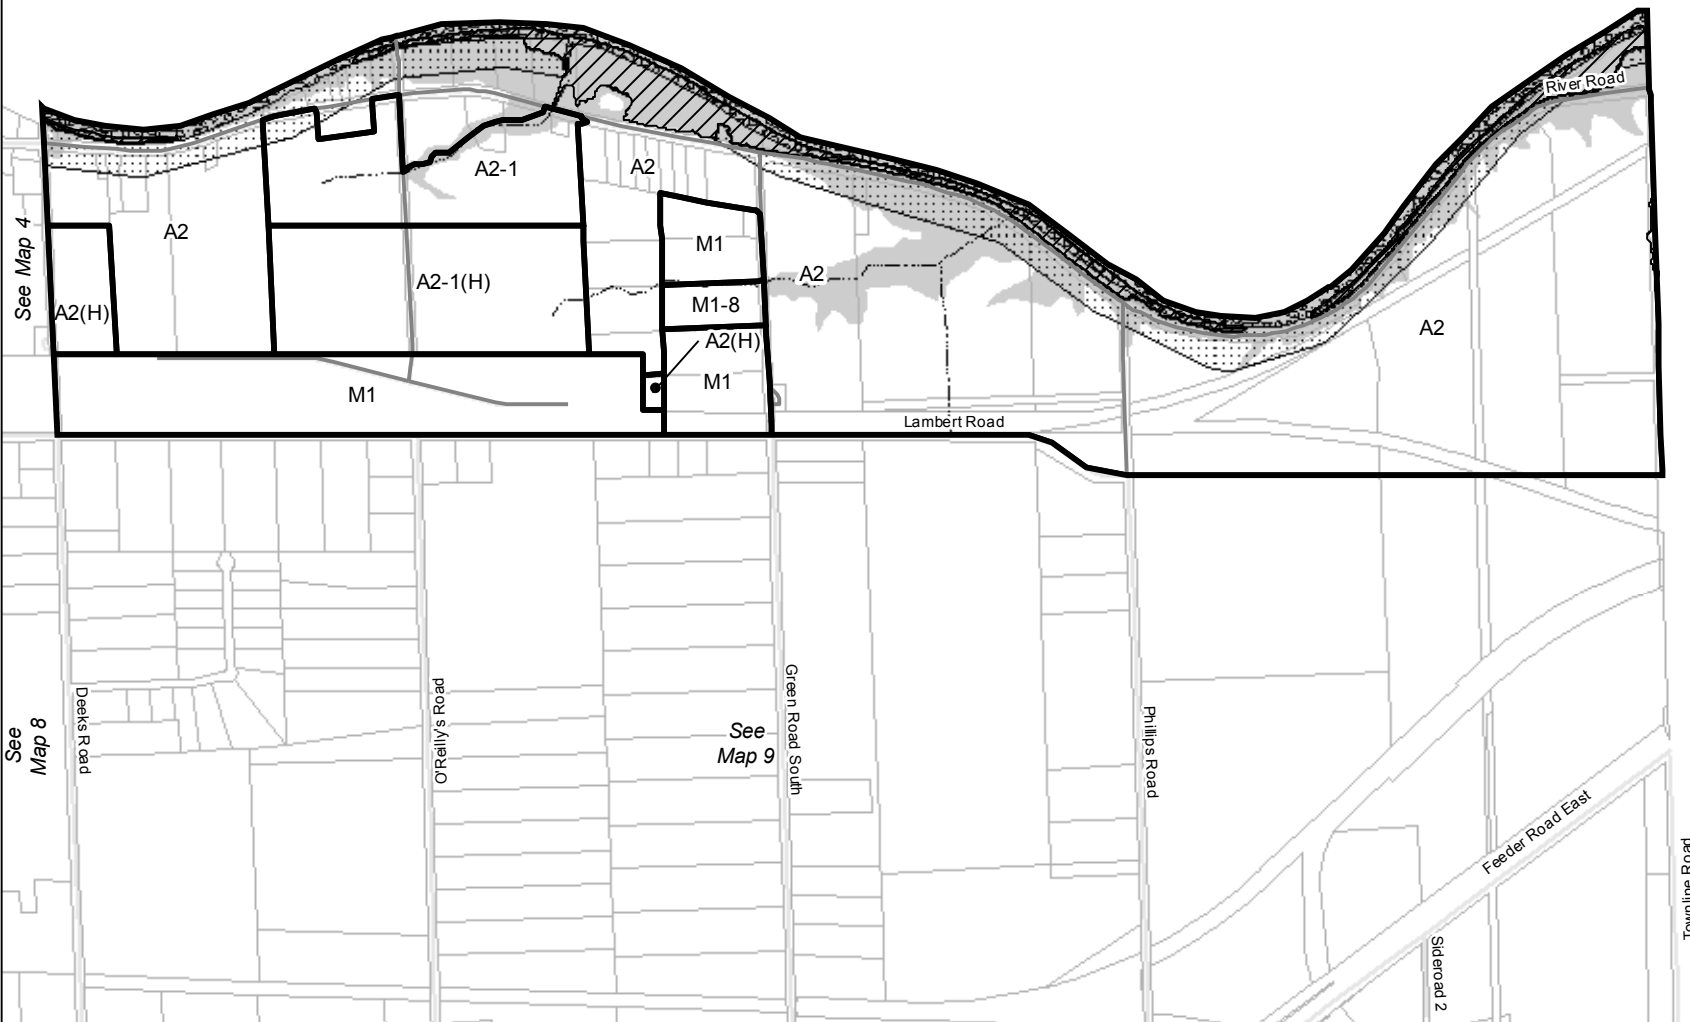 River Road
A2-1
A2
See Map 4
A2
M1
A2-1(H)
A2
M1-8
A2(H)
A2(H)
A2
M1
M1
Lambert Road
See
Map 8
Deeks Road
O'Reilly's Road
See
Map 9
Green Road South
Phillips Road
Feeder Road East
Townline Road
Sideroad 2